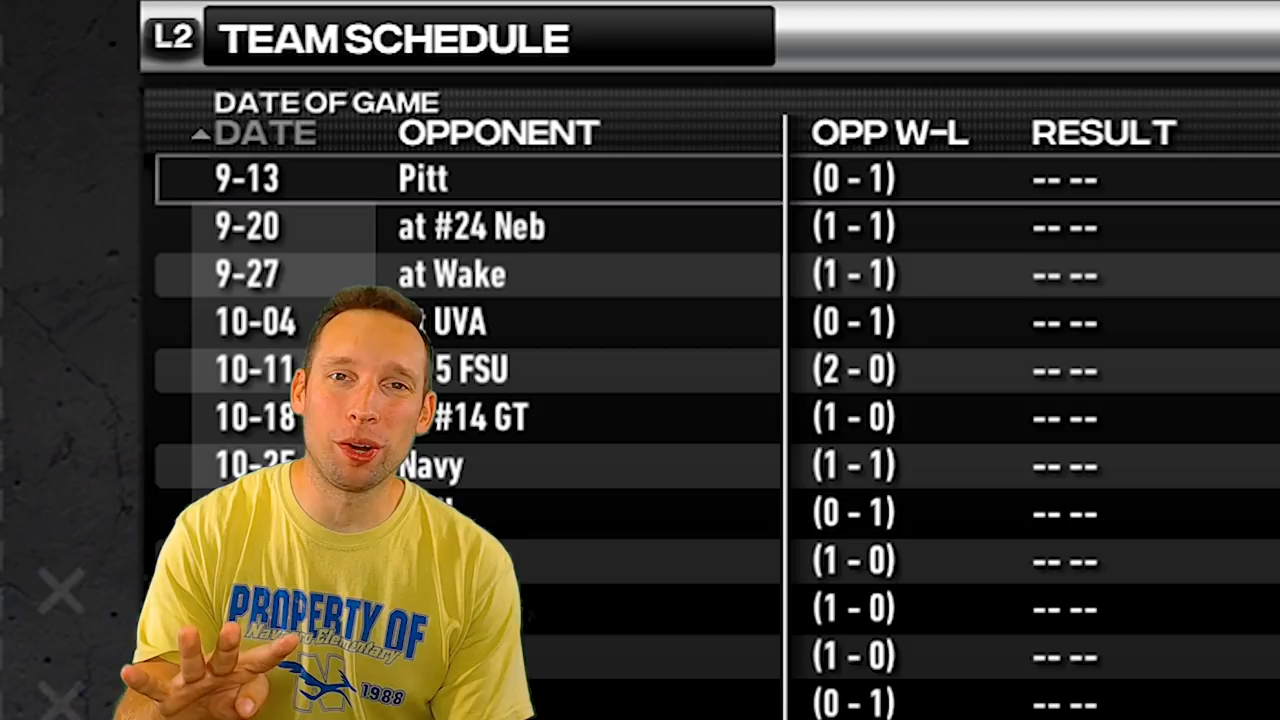 L2 TEAM SCHEDULE
DATE OF GAME
DATE OPPONENT OPP W-L RESULT
9-13 Pitt (0 - 1) -- --
9-20 at #24 Neb (1 - 1) -- --
9-27 at Wake (1 - 1) -- --
10-04 UVA (0 - 1) -- --
10-11 5 FSU (2 - 0) -- --
10-18 #14 GT (1 - 0) -- --
Navy (1 - 1) -- --
(0 - 1) -- --
(1 - 0) -- --
(1 - 0) -- --
(1 - 0) -- --
(0 - 1) -- --
PROPERTY OF
Navarro Elementary
N
1988